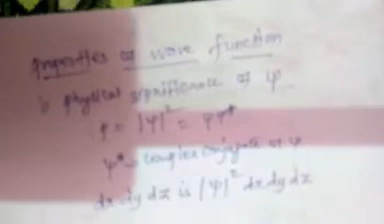 Properties of wave function
1) physical significance of ψ
ρ = |ψ|² = ψψ*
ψ* → complex conjugate of ψ
dx dy dz is |ψ|² dx dy dz